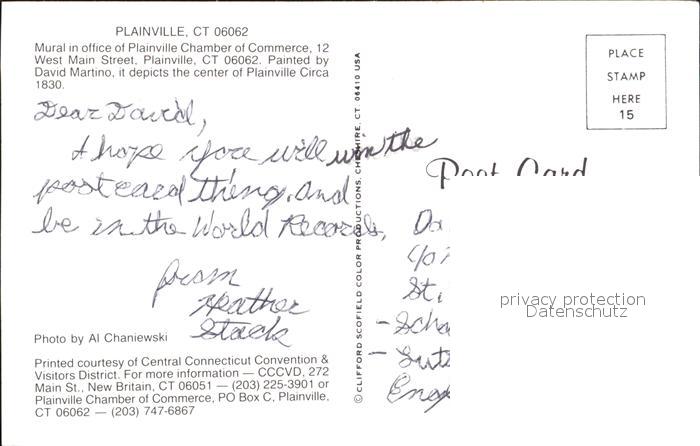 PLAINVILLE, CT 06062
Mural in office of Plainville Chamber of Commerce, 12
West Main Street, Plainville, CT 06062. Painted by
David Martino, it depicts the center of Plainville Circa
1830.
Dear David,
I hope you will win the
postcard thing. And
be in the World Records,
from
Heather
Stack
Photo by Al Chaniewski
Printed courtesy of Central Connecticut Convention &
Visitors District. For more information — CCCVD, 272
Main St., New Britain, CT 06051 — (203) 225-3901 or
Plainville Chamber of Commerce, PO Box C, Plainville,
CT 06062 — (203) 747-6867
© CLIFFORD SCOFIELD COLOR PRODUCTIONS, CHESHIRE, CT 06410 USA
PLACE
STAMP
HERE
15
Post Card
Da
c/o
St.
- Scha
- Sut
Eng
privacy protection
Datenschutz